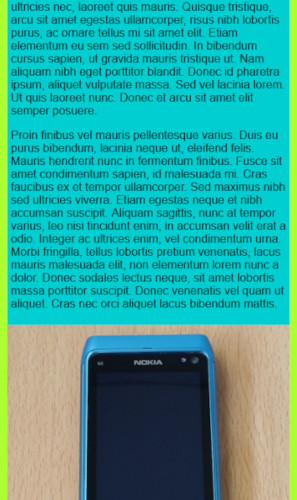 ultricies nec, laoreet quis mauris. Quisque tristique,
arcu sit amet egestas ullamcorper, risus nibh lobortis
purus, ac ornare tellus mi sit amet elit. Etiam
elementum eu sem sed sollicitudin. In bibendum
cursus sapien, ut gravida mauris tristique ut. Nam
aliquam nibh eget porttitor blandit. Donec id pharetra
ipsum, aliquet vulputate massa. Sed vel lacinia lorem.
Ut quis laoreet nunc. Donec et arcu sit amet elit
semper posuere.
Proin finibus vel mauris pellentesque varius. Duis eu
purus bibendum, lacinia neque ut, eleifend felis.
Mauris hendrerit nunc in fermentum finibus. Fusce sit
amet condimentum sapien, id malesuada mi. Cras
faucibus ex et tempor ullamcorper. Sed maximus nibh
sed ultricies viverra. Etiam egestas neque et nibh
accumsan suscipit. Aliquam sagittis, nunc at tempor
varius, leo nisi tincidunt enim, in accumsan velit erat a
odio. Integer ac ultrices enim, vel condimentum urna.
Morbi fringilla, tellus lobortis pretium venenatis, lacus
mauris malesuada elit, non elementum lorem nunc a
dolor. Donec sodales lectus neque, sit amet lobortis
massa porttitor suscipit. Donec venenatis vel quam ut
aliquet. Cras nec orci aliquet lacus bibendum mattis.
NOKIA